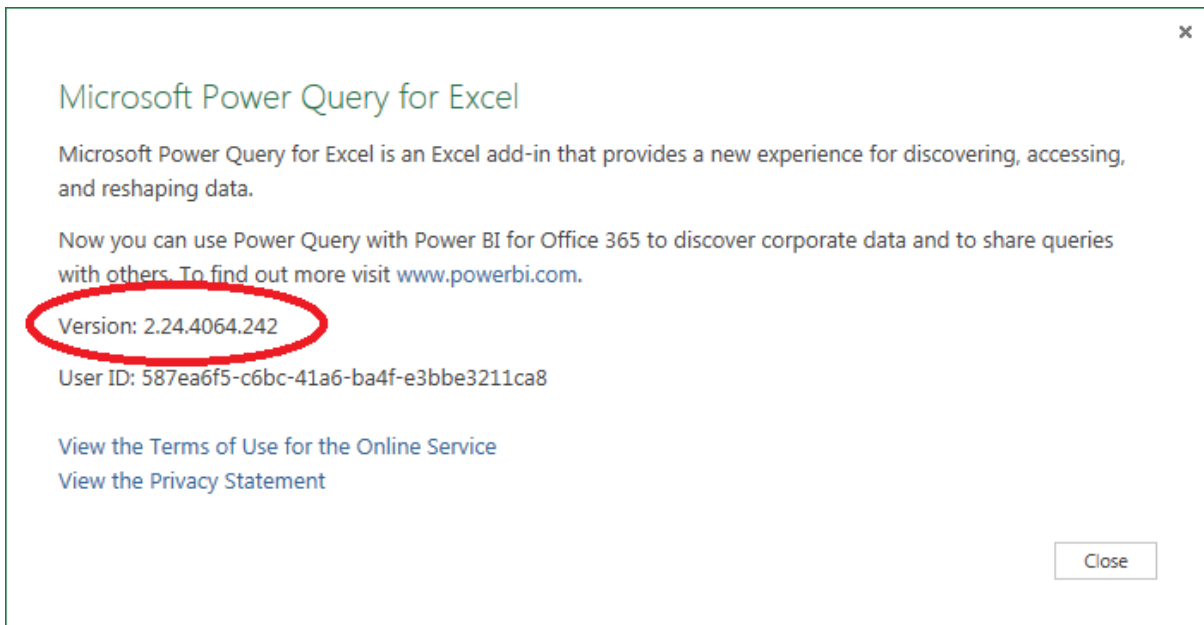 Microsoft Power Query for Excel
Microsoft Power Query for Excel is an Excel add-in that provides a new experience for discovering, accessing,
and reshaping data.
Now you can use Power Query with Power BI for Office 365 to discover corporate data and to share queries
with others. To find out more visit www.powerbi.com.
Version: 2.24.4064.242
User ID: 587ea6f5-c6bc-41a6-ba4f-e3bbe3211ca8
View the Terms of Use for the Online Service
View the Privacy Statement
Close